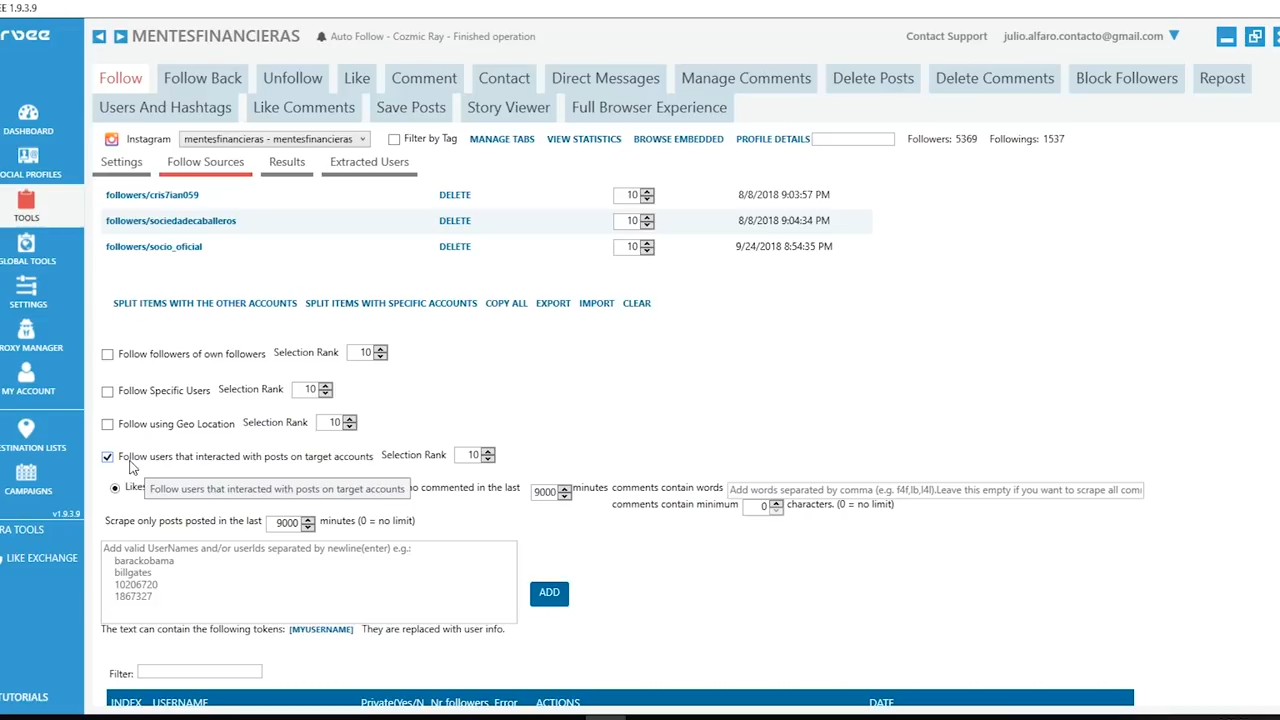 EE 1.9.3.9
MENTESFINANCIERAS Auto Follow - Cozmic Ray - Finished operation Contact Support julio.alfaro.contacto@gmail.com
Follow Follow Back Unfollow Like Comment Contact Direct Messages Manage Comments Delete Posts Delete Comments Block Followers Repost
Users And Hashtags Like Comments Save Posts Story Viewer Full Browser Experience
DASHBOARD
OCIAL PROFILES
TOOLS
GLOBAL TOOLS
SETTINGS
ROXY MANAGER
MY ACCOUNT
ESTINATION LISTS
CAMPAIGNS
v1.9.3.9
RA TOOLS
LIKE EXCHANGE
TUTORIALS
Instagram mentesfinancieras - mentesfinancieras Filter by Tag MANAGE TABS VIEW STATISTICS BROWSE EMBEDDED PROFILE DETAILS Followers: 5369 Followings: 1537
Settings Follow Sources Results Extracted Users
followers/cris7ian059 DELETE 10 8/8/2018 9:03:57 PM
followers/sociedadecaballeros DELETE 10 8/8/2018 9:04:34 PM
followers/socio_oficial DELETE 10 9/24/2018 8:54:35 PM
SPLIT ITEMS WITH THE OTHER ACCOUNTS SPLIT ITEMS WITH SPECIFIC ACCOUNTS COPY ALL EXPORT IMPORT CLEAR
Follow followers of own followers Selection Rank 10
Follow Specific Users Selection Rank 10
Follow using Geo Location Selection Rank 10
Follow users that interacted with posts on target accounts Selection Rank 10
Like Follow users that interacted with posts on target accounts o commented in the last 9000 minutes comments contain words Add words separated by comma (e.g. f4f,lb,l4l).Leave this empty if you want to scrape all com
comments contain minimum 0 characters. (0 = no limit)
Scrape only posts posted in the last 9000 minutes (0 = no limit)
Add valid UserNames and/or userIds separated by newline(enter) e.g.:
barackobama
billgates
10206720
1867327
ADD
The text can contain the following tokens: [MYUSERNAME] They are replaced with user info.
Filter:
INDEX USERNAME Private(Yes/N Nr followers Error ACTIONS DATE